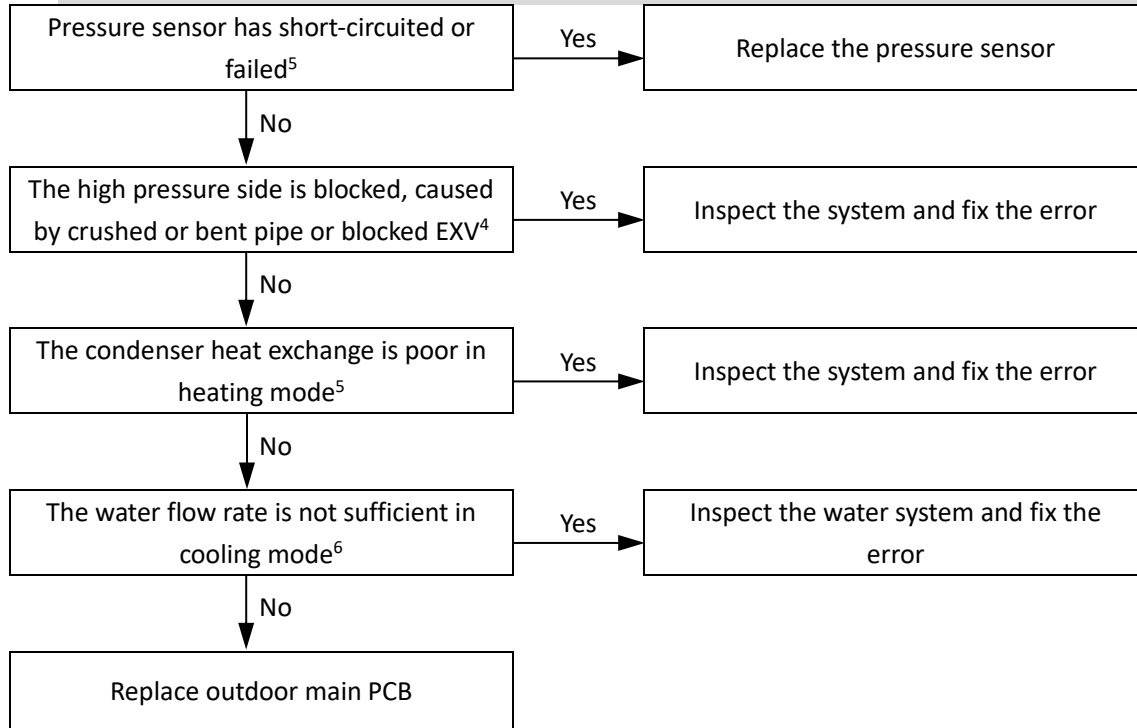 Pressure sensor has short-circuited or
failed⁵
Yes
Replace the pressure sensor
No
The high pressure side is blocked, caused
by crushed or bent pipe or blocked EXV⁴
Yes
Inspect the system and fix the error
No
The condenser heat exchange is poor in
heating mode⁵
Yes
Inspect the system and fix the error
No
The water flow rate is not sufficient in
cooling mode⁶
Yes
Inspect the water system and fix the
error
No
Replace outdoor main PCB